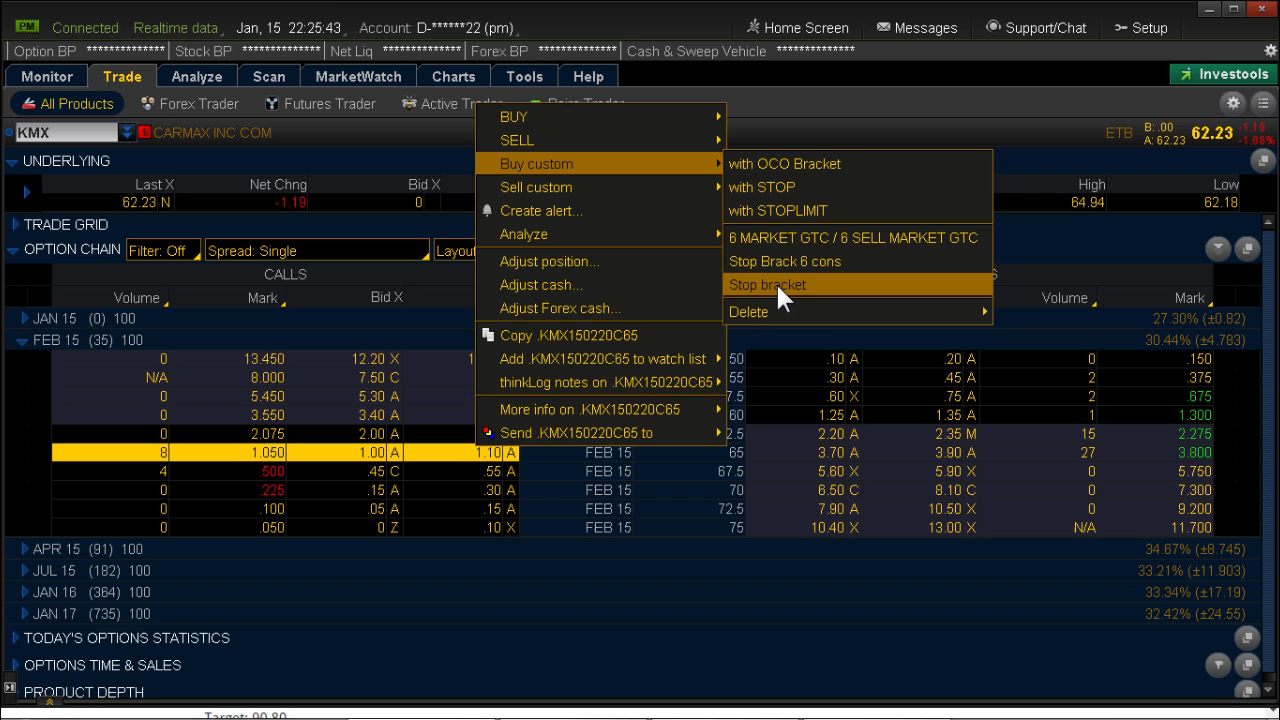 PM Connected Realtime data Jan, 15 22:25:43 Account: D-******22 (pm) Home Screen Messages Support/Chat Setup
Option BP ************** Stock BP ************** Net Liq ************** Forex BP ************** Cash & Sweep Vehicle **************
Monitor Trade Analyze Scan MarketWatch Charts Tools Help Investools
All Products Forex Trader Futures Trader Active
KMX 1 CARMAX INC COM ETB B: .00 A: 62.23 62.23 -1.19 -1.88%
UNDERLYING
Last X Net Chng Bid X High Low
62.23 N -1.19 0 64.94 62.18
TRADE GRID
OPTION CHAIN Filter: Off Spread: Single Layou
CALLS S
Volume Mark Bid X Volume Mark
JAN 15 (0) 100 27.30% (±0.82)
FEB 15 (35) 100 30.44% (±4.783)
0 13.450 12.20 X 50 .10 A .20 A 0 .150
N/A 8.000 7.50 C 55 .30 A .45 A 2 .375
0 5.450 5.30 A .60 X .75 A 2 .675
0 3.550 3.40 A 60 1.25 A 1.35 A 1 1.300
0 2.075 2.00 A 2.5 2.20 A 2.35 M 15 2.275
8 1.050 1.00 A 1.10 A FEB 15 65 3.70 A 3.90 A 27 3.800
4 .500 .45 C .55 A FEB 15 67.5 5.60 X 5.90 X 0 5.750
0 .225 .15 A .30 A FEB 15 70 6.50 C 8.10 C 0 7.300
0 .100 .05 A .15 A FEB 15 72.5 7.90 A 10.50 X 0 9.200
0 .050 0 Z .10 X FEB 15 75 10.40 X 13.00 X N/A 11.700
APR 15 (91) 100 34.67% (±8.745)
JUL 15 (182) 100 33.21% (±11.903)
JAN 16 (364) 100 33.34% (±17.19)
JAN 17 (735) 100 32.42% (±24.55)
TODAY'S OPTIONS STATISTICS
OPTIONS TIME & SALES
PRODUCT DEPTH
Target: 90.80
BUY
SELL
Buy custom
Sell custom
Create alert...
Analyze
Adjust position...
Adjust cash...
Adjust Forex cash...
Copy .KMX150220C65
Add .KMX150220C65 to watch list
thinkLog notes on .KMX150220C65
More info on .KMX150220C65
Send .KMX150220C65 to
with OCO Bracket
with STOP
with STOPLIMIT
6 MARKET GTC / 6 SELL MARKET GTC
Stop Brack 6 cons
Stop bracket
Delete